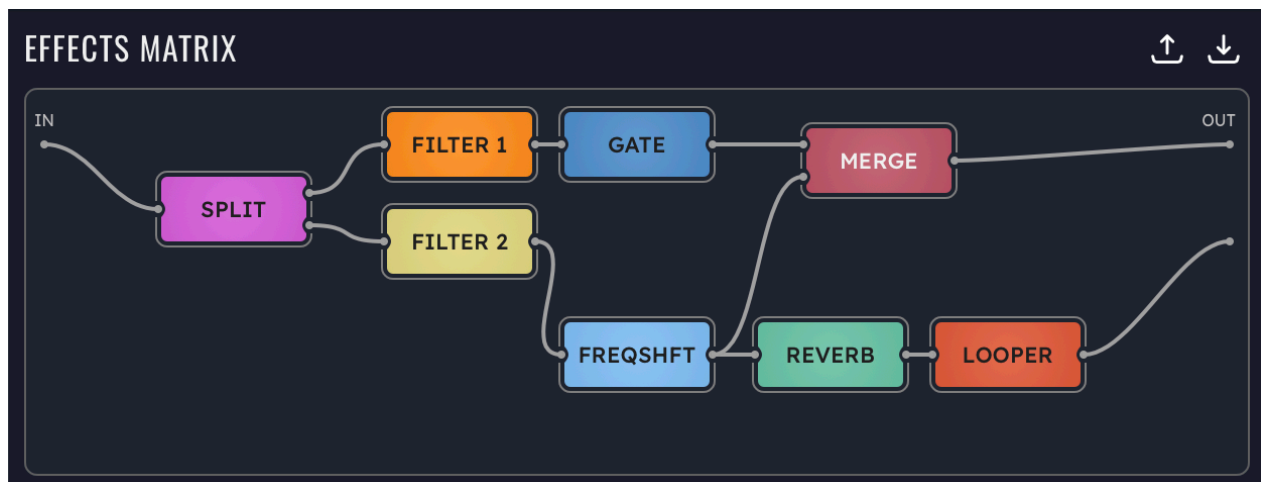 EFFECTS MATRIX
IN
OUT
FILTER 1
GATE
MERGE
SPLIT
FILTER 2
FREQSHFT
REVERB
LOOPER